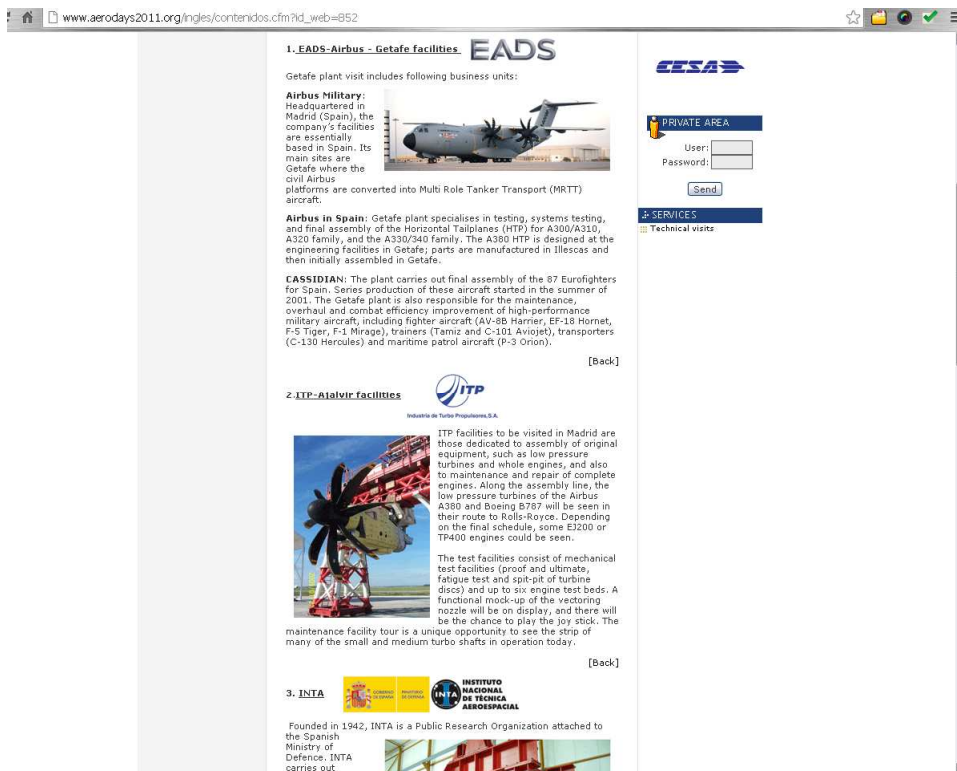 www.aerodays2011.org/ingles/contenidos.cfm?id_web=852
1. EADS-Airbus - Getafe facilities
EADS
Getafe plant visit includes following business units:
Airbus Military:
Headquartered in
Madrid (Spain), the
company's facilities
are essentially
based in Spain. Its
main sites are
Getafe where the
civil Airbus
platforms are converted into Multi Role Tanker Transport (MRTT)
aircraft.
Airbus in Spain: Getafe plant specialises in testing, systems testing,
and final assembly of the Horizontal Tailplanes (HTP) for A300/A310,
A320 family, and the A330/340 family. The A380 HTP is designed at the
engineering facilities in Getafe; parts are manufactured in Illescas and
then initially assembled in Getafe.
CASSIDIAN: The plant carries out final assembly of the 87 Eurofighters
for Spain. Series production of these aircraft started in the summer of
2001. The Getafe plant is also responsible for the maintenance,
overhaul and combat efficiency improvement of high-performance
military aircraft, including fighter aircraft (AV-8B Harrier, EF-18 Hornet,
F-5 Tiger, F-1 Mirage), trainers (Tamiz and C-101 Aviojet), transporters
(C-130 Hercules) and maritime patrol aircraft (P-3 Orion).
[Back]
2.ITP-Ajalvir facilities
ITP
Industria de Turbo Propulsores,S.A.
ITP facilities to be visited in Madrid are
those dedicated to assembly of original
equipment, such as low pressure
turbines and whole engines, and also
to maintenance and repair of complete
engines. Along the assembly line, the
low pressure turbines of the Airbus
A380 and Boeing B787 will be seen in
their route to Rolls-Royce. Depending
on the final schedule, some EJ200 or
TP400 engines could be seen.
The test facilities consist of mechanical
test facilities (proof and ultimate,
fatigue test and spit-pit of turbine
discs) and up to six engine test beds. A
functional mock-up of the vectoring
nozzle will be on display, and there will
be the chance to play the joy stick. The
maintenance facility tour is a unique opportunity to see the strip of
many of the small and medium turbo shafts in operation today.
[Back]
3. INTA
GOBIERNO
DE ESPAÑA
MINISTERIO
DE DEFENSA
INTA
INSTITUTO
NACIONAL
DE TÉCNICA
AEROESPACIAL
Founded in 1942, INTA is a Public Research Organization attached to
the Spanish
Ministry of
Defence. INTA
carries out
CESA
PRIVATE AREA
User:
Password:
Send
SERVICES
Technical visits